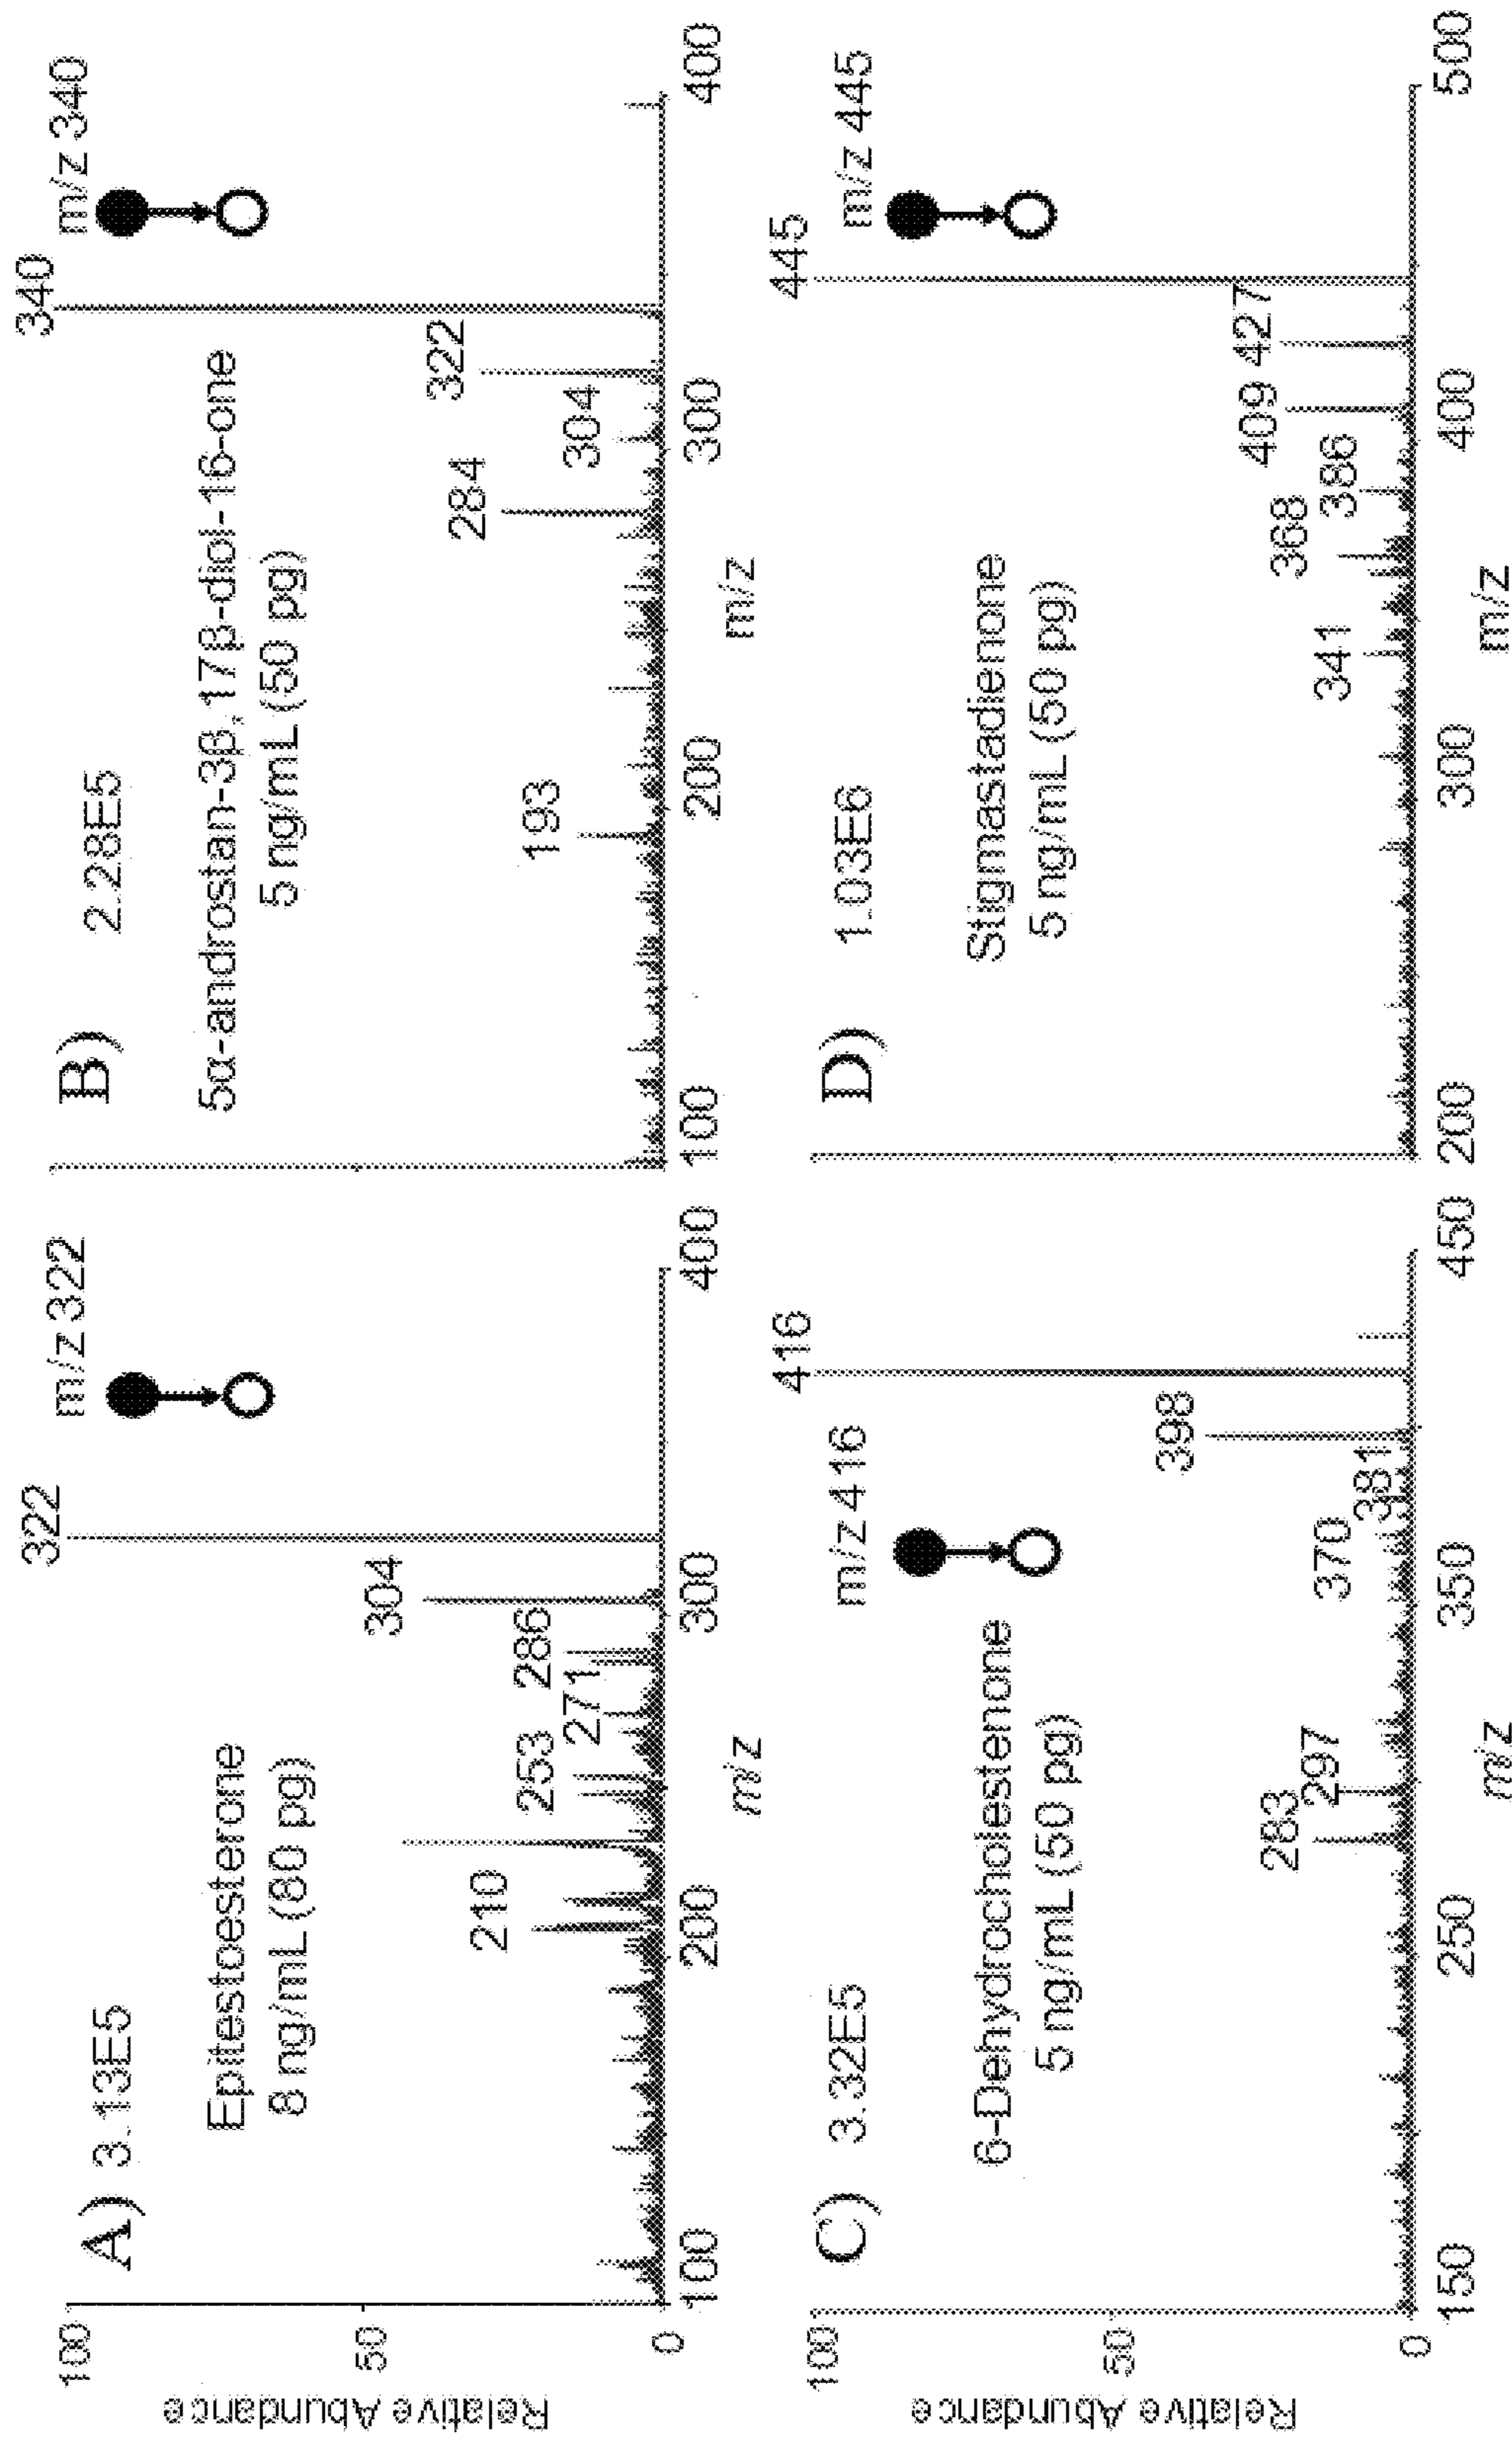 A) 3.13E5
m/z 322
322
Epitestoesterone
8 ng/mL (80 pg)
304
286
271
253
210
Relative Abundance
100
50
0
100
200
300
400
m/z
B) 2.28E5
m/z 340
340
5α-androstan-3β,17β-diol-16-one
5 ng/mL (50 pg)
322
304
284
193
100
200
300
400
m/z
C) 3.32E5
m/z 416
416
6-Dehydrocholestenone
5 ng/mL (50 pg)
398
381
370
297
283
Relative Abundance
100
50
0
150
250
350
450
m/z
D) 1.03E6
m/z 445
445
Stigmastadienone
5 ng/mL (50 pg)
427
409
386
368
341
200
300
400
500
m/z